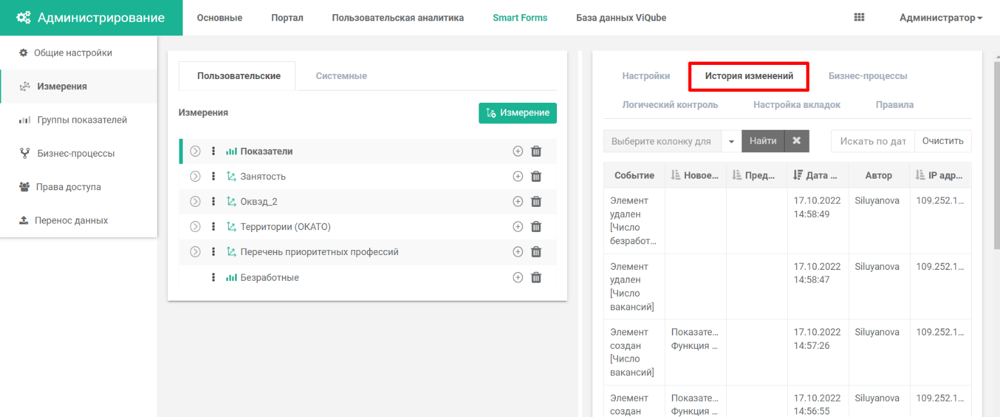 Администрирование
Основные
Портал
Пользовательская аналитика
Smart Forms
База данных ViQube
Администратор
Общие настройки
Измерения
Группы показателей
Бизнес-процессы
Права доступа
Перенос данных
Пользовательские
Системные
Измерения
Измерение
Показатели
Занятость
Оквэд_2
Территории (ОКАТО)
Перечень приоритетных профессий
Безработные
Настройки
История изменений
Бизнес-процессы
Логический контроль
Настройка вкладок
Правила
Выберите колонку для
Найти
Искать по дат
Очистить
Событие
Новое...
Пред...
Дата ...
Автор
IP адр...
Элемент
удален
[Число
безработ...
17.10.2022
14:58:49
Siluyanova
109.252.1...
Элемент
удален
[Число
вакансий]
17.10.2022
14:58:47
Siluyanova
109.252.1...
Элемент
создан
[Число
вакансий]
Показате...
Функция ...
17.10.2022
14:57:26
Siluyanova
109.252.1...
Элемент
создан
Показате...
Функция ...
17.10.2022
14:56:55
Siluyanova
109.252.1...